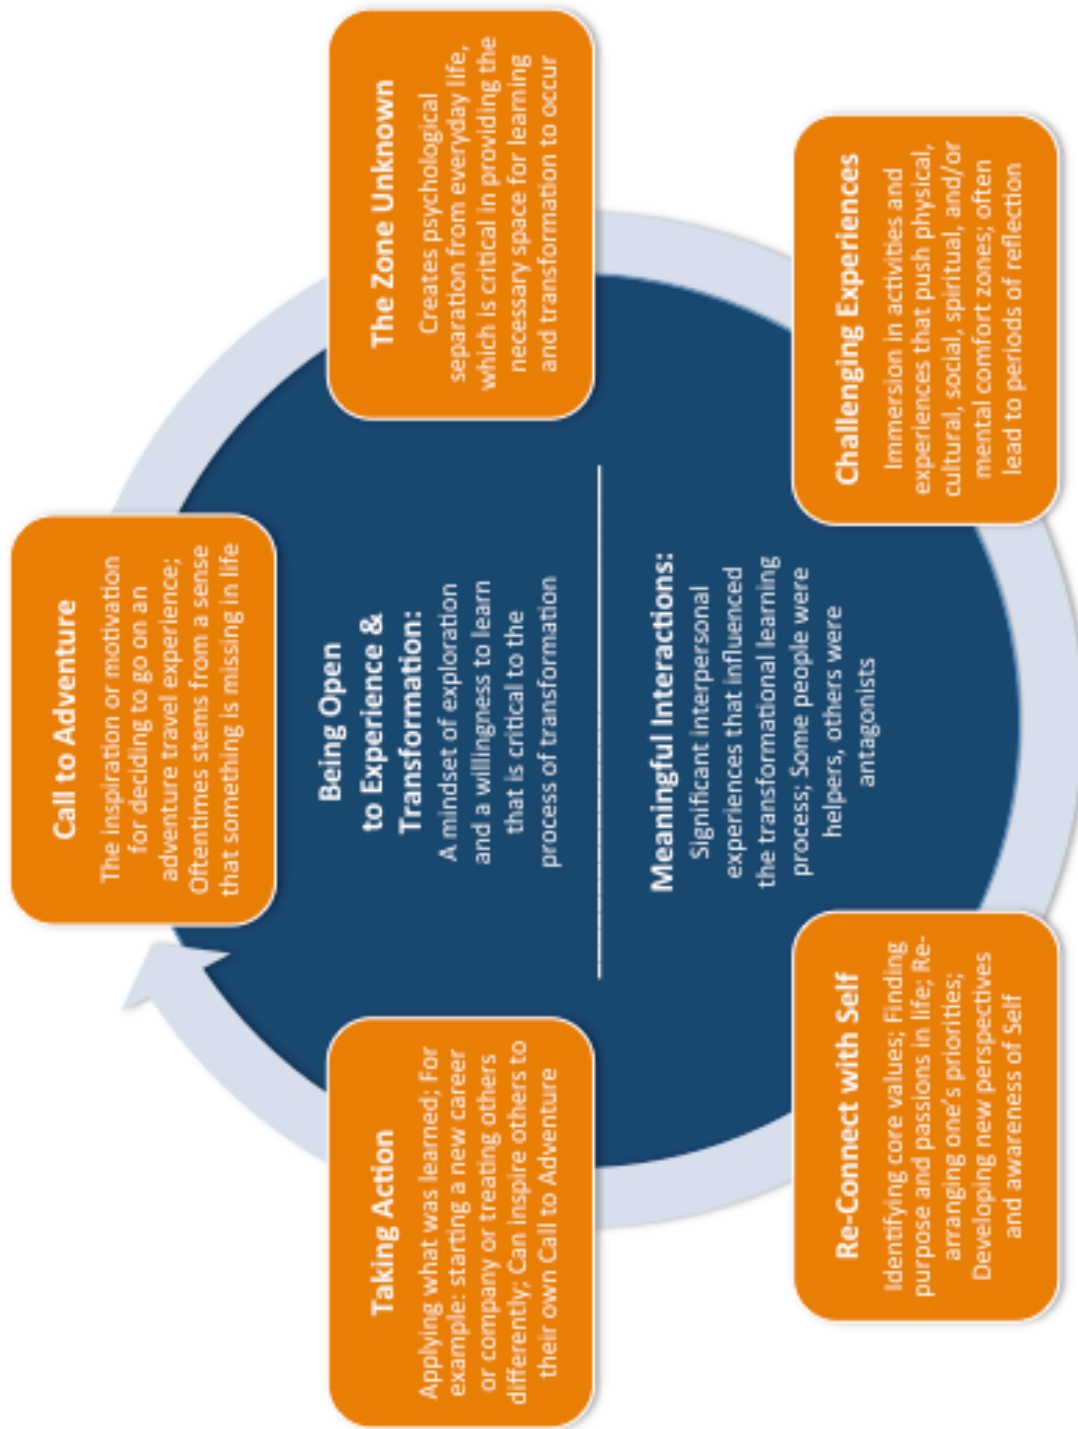 Call to Adventure
The inspiration or motivation
for deciding to go on an
adventure travel experience;
Oftentimes stems from a sense
that something is missing in life
The Zone Unknown
Creates psychological
separation from everyday life,
which is critical in providing the
necessary space for learning
and transformation to occur
Challenging Experiences
Immersion in activities and
experiences that push physical,
cultural, social, spiritual, and/or
mental comfort zones; often
lead to periods of reflection
Re-Connect with Self
Identifying core values; Finding
purpose and passions in life; Re-
arranging one's priorities;
Developing new perspectives
and awareness of Self
Taking Action
Applying what was learned; For
example: starting a new career
or company or treating others
differently; Can inspire others to
their own Call to Adventure
Being Open
to Experience &
Transformation:
A mindset of exploration
and a willingness to learn
that is critical to the
process of transformation
Meaningful Interactions:
Significant interpersonal
experiences that influenced
the transformational learning
process; Some people were
helpers, others were
antagonists